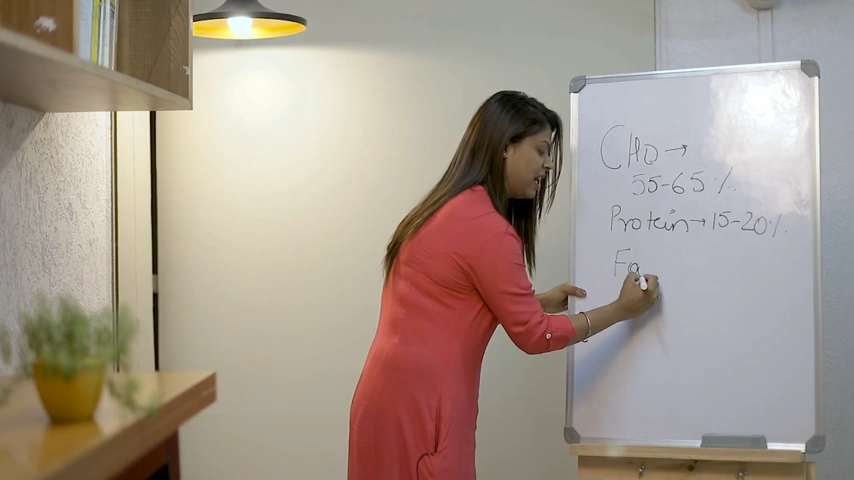 CHO →
55-65%
Protein → 15-20%
Fa